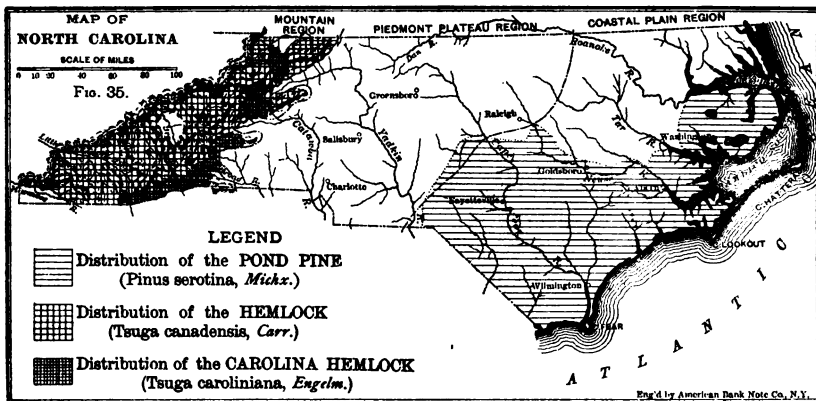 MAP OF
NORTH CAROLINA
SCALE OF MILES
0 10 20 40 60 80 100
FIG. 35.
MOUNTAIN
REGION
PIEDMONT PLATEAU REGION
COASTAL PLAIN REGION
Dan R.
Roanoke R.
Greensboro
Raleigh
Tar R.
Washington
Salisbury
Yadkin
Goldsboro
Charlotte
R.
Fayetteville
C. HATTERAS
LOOKOUT
Wilmington
FEAR
ATLANTIC
LEGEND
Distribution of the POND PINE
(Pinus serotina, Michx.)
Distribution of the HEMLOCK
(Tsuga canadensis, Carr.)
Distribution of the CAROLINA HEMLOCK
(Tsuga caroliniana, Engelm.)
Eng'd by American Bank Note Co., N.Y.